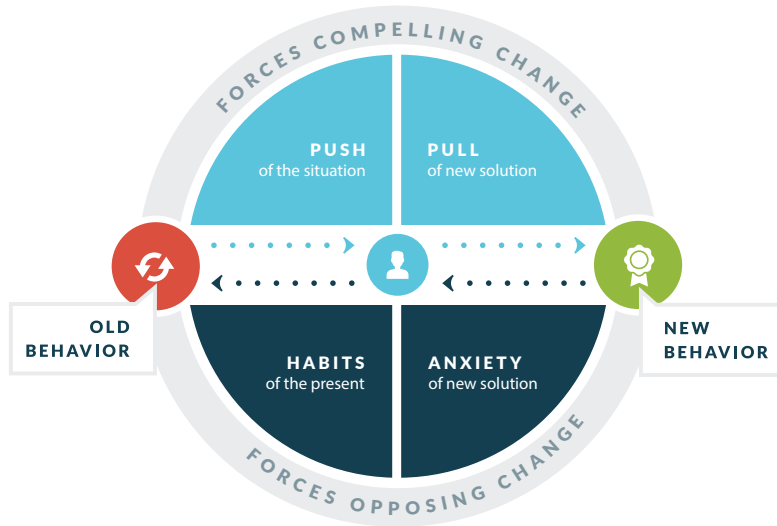 FORCES COMPELLING CHANGE
PUSH
of the situation
PULL
of new solution
OLD
BEHAVIOR
NEW
BEHAVIOR
HABITS
of the present
ANXIETY
of new solution
FORCES OPPOSING CHANGE